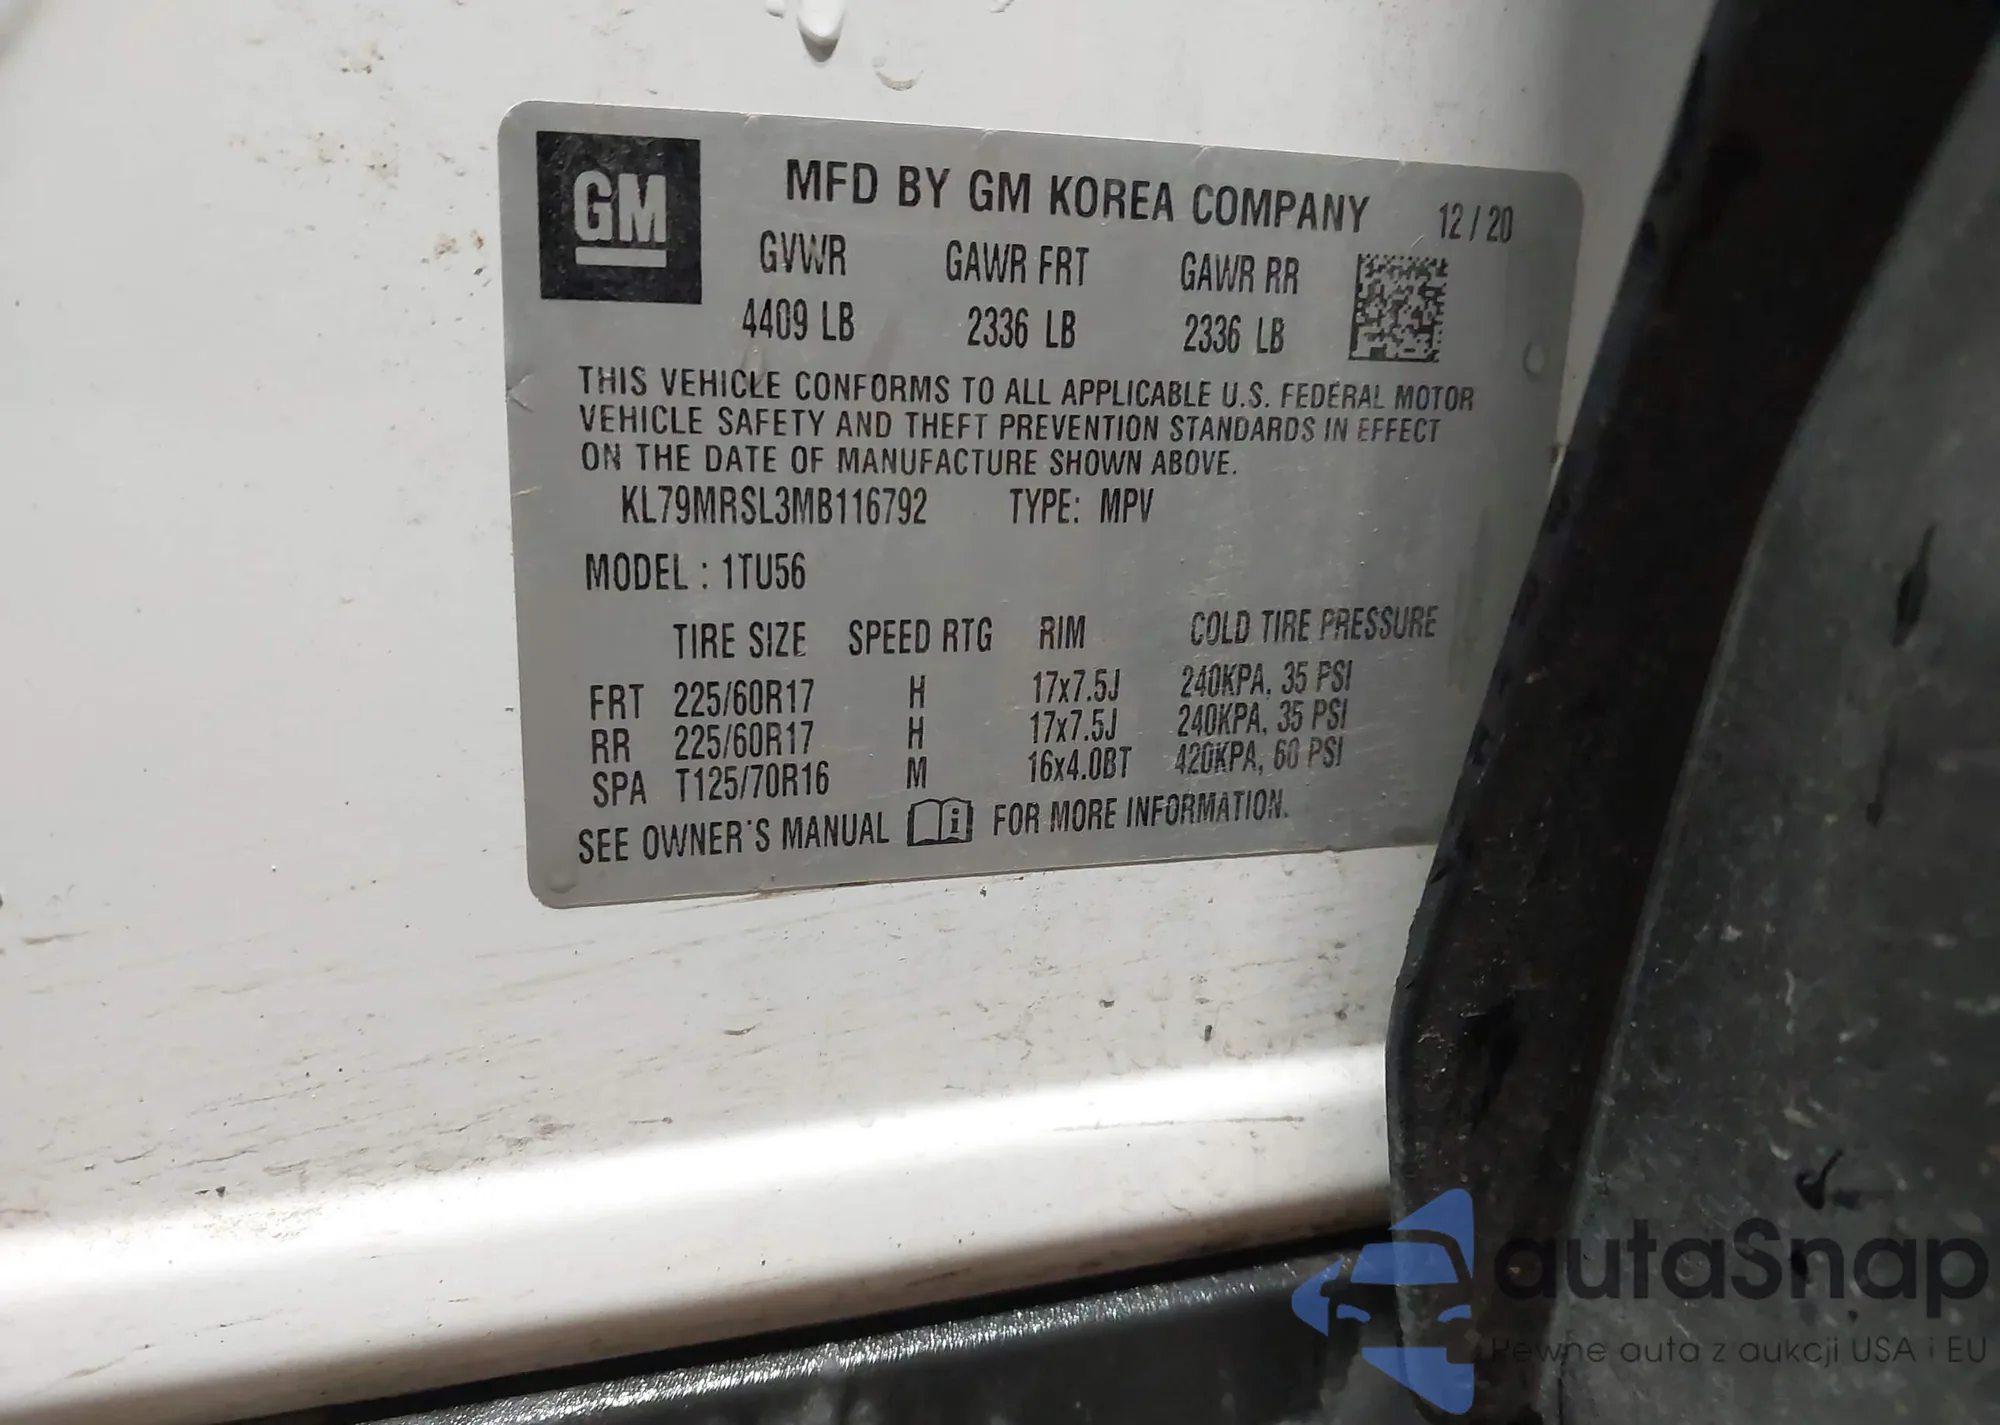 GM
MFD BY GM KOREA COMPANY 12/20
GVWR GAWR FRT GAWR RR
4409 LB 2336 LB 2336 LB
THIS VEHICLE CONFORMS TO ALL APPLICABLE U.S. FEDERAL MOTOR
VEHICLE SAFETY AND THEFT PREVENTION STANDARDS IN EFFECT
ON THE DATE OF MANUFACTURE SHOWN ABOVE.
KL79MRSL3MB116792 TYPE: MPV
MODEL : 1TU56
TIRE SIZE SPEED RTG RIM COLD TIRE PRESSURE
FRT 225/60R17 H 17x7.5J 240KPA, 35 PSI
RR 225/60R17 H 17x7.5J 240KPA, 35 PSI
SPA T125/70R16 M 16x4.0BT 420KPA, 60 PSI
SEE OWNER'S MANUAL i FOR MORE INFORMATION.
autaSnap
Pewne auta z aukcji USA i EU